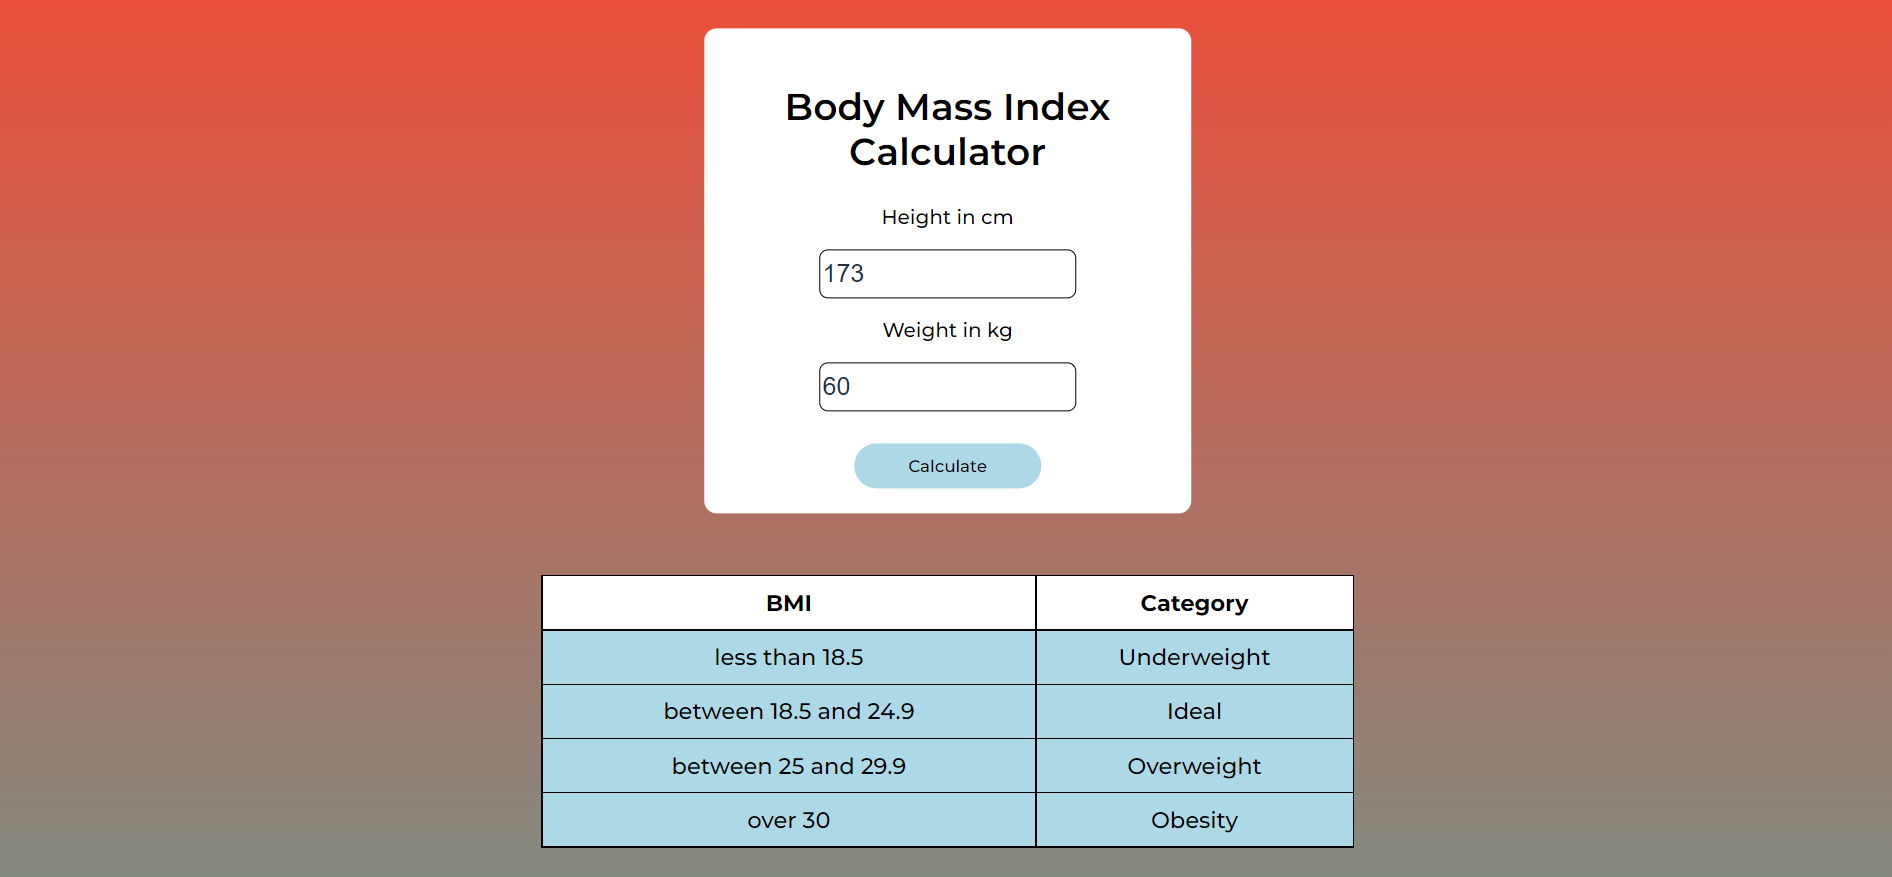 Body Mass Index
Calculator
Height in cm
173
Weight in kg
60
Calculate
BMI Category
less than 18.5 Underweight
between 18.5 and 24.9 Ideal
between 25 and 29.9 Overweight
over 30 Obesity